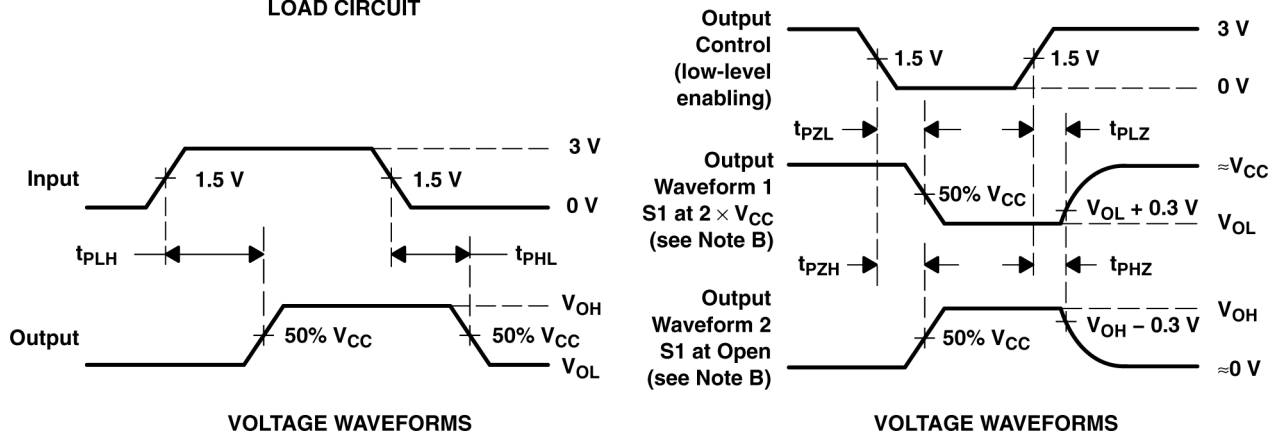 LOAD CIRCUIT
3 V
Input
1.5 V
1.5 V
0 V
tPLH
tPHL
VOH
Output
50% VCC
50% VCC
VOL
VOLTAGE WAVEFORMS
Output
Control
(low-level
enabling)
3 V
1.5 V
1.5 V
0 V
tPZL
tPLZ
Output
Waveform 1
S1 at 2 × VCC
(see Note B)
≈VCC
50% VCC
VOL + 0.3 V
VOL
tPZH
tPHZ
Output
Waveform 2
S1 at Open
(see Note B)
VOH
50% VCC
VOH − 0.3 V
≈0 V
VOLTAGE WAVEFORMS